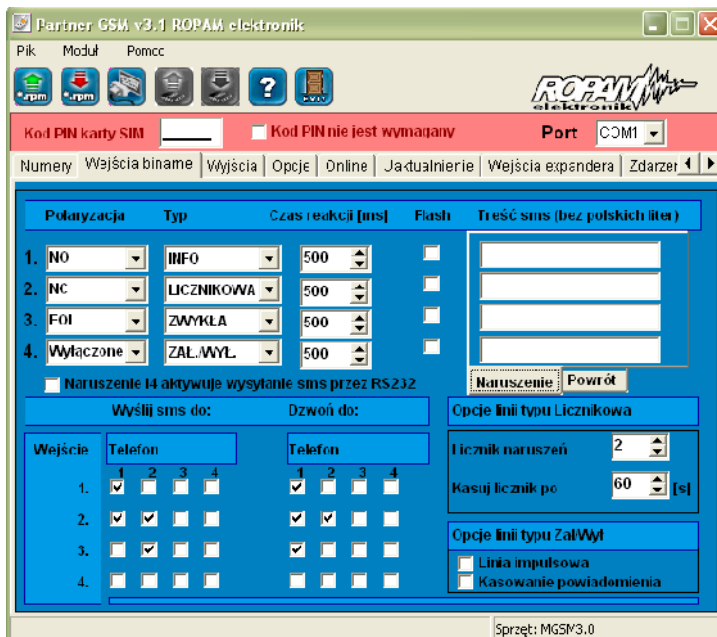 Partner GSM v3.1 ROPAM elektronik
Pik Moduł Pomoc
*.rpm *.rpm ? EXIT ROPAM elektronik
Kod PIN karty SIM Kod PIN nie jest wymagany Port COM1
Numery Wejścia binarne Wyjścia Opcje Online Uaktualnienie Wejścia expandera Zdarzer
Polaryzacja Typ Czas reakcji [ms] Flash Treść sms (bez polskich liter)
1. NO INFO 500
2. NC LICZNIKOWA 500
3. EOL ZWYKŁA 500
4. Wyłączone ZAŁ./WYŁ. 500
Naruszenie I4 aktywuje wysyłanie sms przez RS232 Naruszenie Powrót
Wyślij sms do: Dzwoń do: Opcje linii typu Licznikowa
Wejście Telefon Telefon Licznik naruszeń 2
1 2 3 4 1 2 3 4
1. Kasuj licznik po 60 [s]
2.
Opcje linii typu Zał/Wył
3. Linia impulsowa
4. Kasowanie powiadomienia
Sprzęt: MGSM3.0